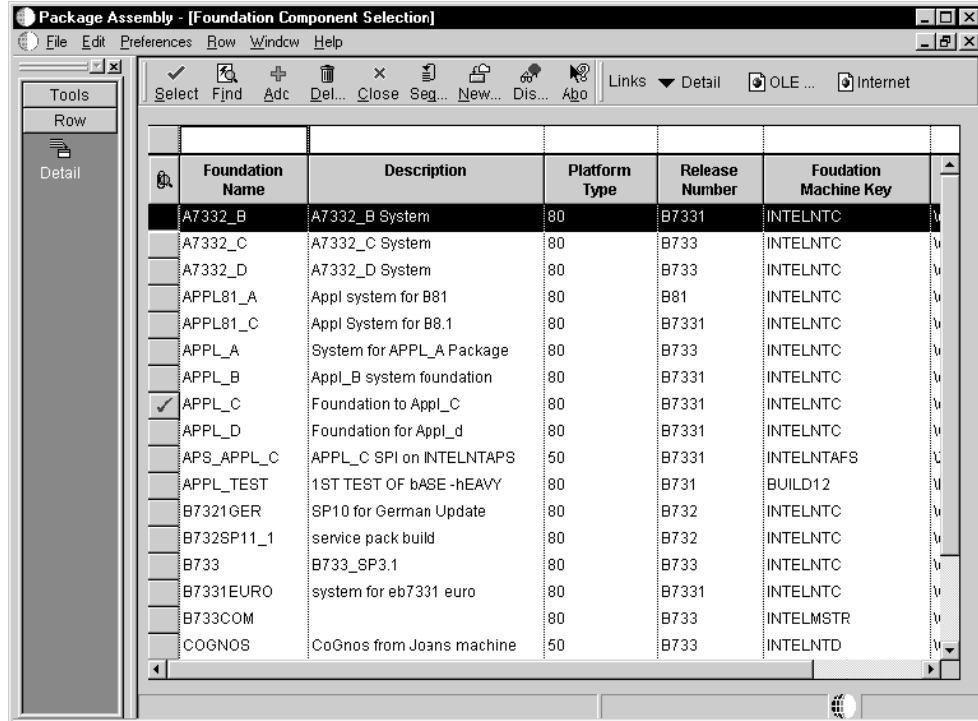 Package Assembly - [Foundation Component Selection]
File Edit Preferences Row Window Help
Tools
Row
Detail
Select Find Add Del... Close Seq... New... Dis... Abo Links Detail OLE ... Internet
Foundation Name Description Platform Type Release Number Foudation Machine Key
A7332_B A7332_B System 80 B7331 INTELNTC
A7332_C A7332_C System 80 B733 INTELNTC
A7332_D A7332_D System 80 B733 INTELNTC
APPL81_A Appl system for B81 80 B81 INTELNTC
APPL81_C Appl System for B8.1 80 B7331 INTELNTC
APPL_A System for APPL_A Package 80 B733 INTELNTC
APPL_B Appl_B system foundation 80 B7331 INTELNTC
APPL_C Foundation to Appl_C 80 B7331 INTELNTC
APPL_D Foundation for Appl_d 80 B7331 INTELNTC
APS_APPL_C APPL_C SPI on INTELNTAPS 50 B7331 INTELNTAFS
APPL_TEST 1ST TEST OF bASE -hEAVY 80 B731 BUILD12
B7321GER SP10 for German Update 80 B732 INTELNTC
B732SP11_1 service pack build 80 B732 INTELNTC
B733 B733_SP3.1 80 B733 INTELNTC
B7331EURO system for eb7331 euro 80 B7331 INTELNTC
B733COM 80 B733 INTELMSTR
COGNOS CoGnos from Joans machine 50 B733 INTELNTD